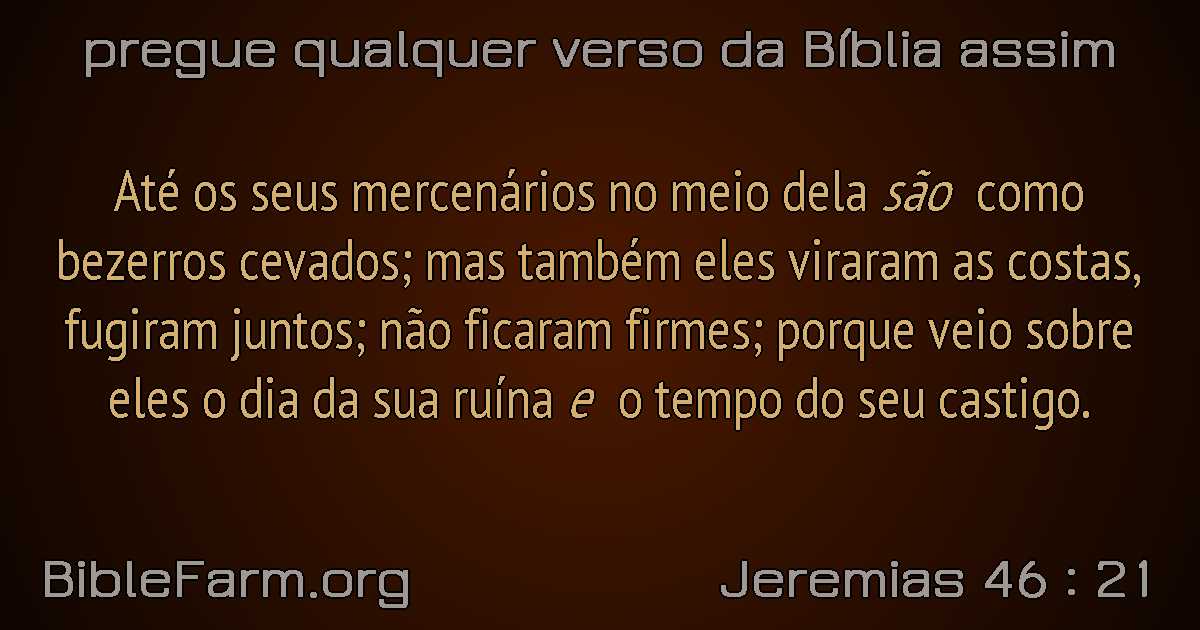 pregue qualquer verso da Bíblia assim
Até os seus mercenários no meio dela são como
bezerros cevados; mas também eles viraram as costas,
fugiram juntos; não ficaram firmes; porque veio sobre
eles o dia da sua ruína e o tempo do seu castigo.
BibleFarm.org
Jeremias 46 : 21